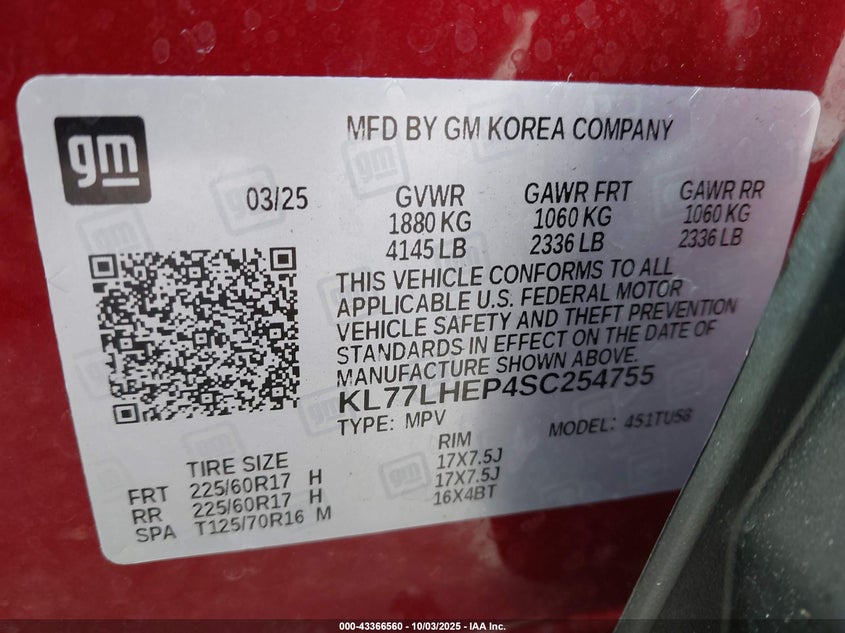 gm
MFD BY GM KOREA COMPANY
03/25
GVWR GAWR FRT GAWR RR
1880 KG 1060 KG 1060 KG
4145 LB 2336 LB 2336 LB
THIS VEHICLE CONFORMS TO ALL
APPLICABLE U.S. FEDERAL MOTOR
VEHICLE SAFETY AND THEFT PREVENTION
STANDARDS IN EFFECT ON THE DATE OF
MANUFACTURE SHOWN ABOVE.
KL77LHEP4SC254755
TYPE: MPV MODEL: 451TU58
TIRE SIZE RIM
FRT 225/60R17 H 17X7.5J
RR 225/60R17 H 17X7.5J
SPA T125/70R16 M 16X4BT
000-43366560 | 10/03/2025 - IAA Inc.